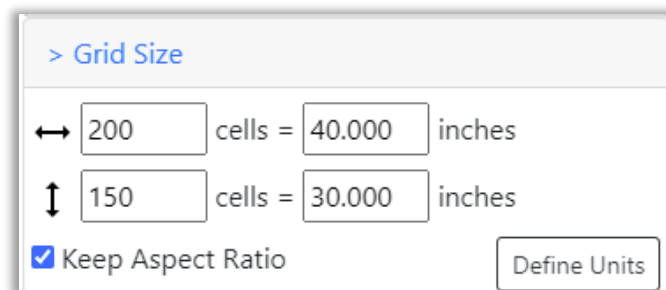 > Grid Size
200 cells = 40.000 inches
150 cells = 30.000 inches
Keep Aspect Ratio Define Units